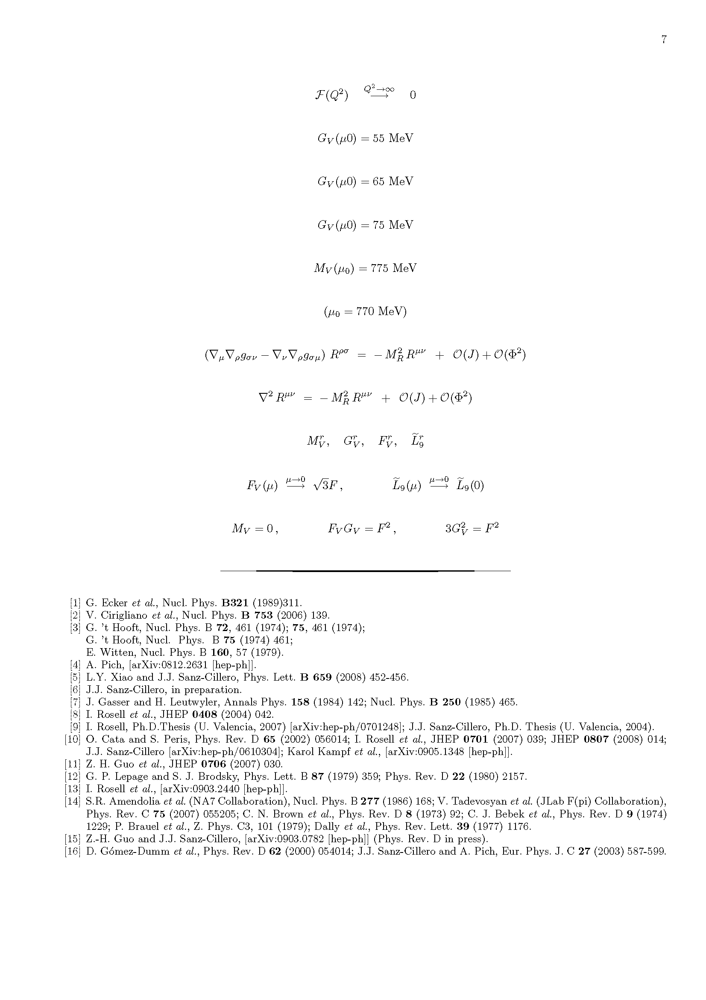 7
$\mathcal{F}(Q^2) \quad \stackrel{Q^2\to\infty}{\longrightarrow} \quad 0$
$G_V(\mu 0) = 55$ MeV
$G_V(\mu 0) = 65$ MeV
$G_V(\mu 0) = 75$ MeV
$M_V(\mu_0) = 775$ MeV
$(\mu_0 = 770$ MeV)
$(\nabla_\mu \nabla_\rho g_{\sigma\nu} - \nabla_\nu \nabla_\rho g_{\sigma\mu}) \, R^{\rho\sigma} \; = \; -M_R^2 R^{\mu\nu} \; + \; \mathcal{O}(J) + \mathcal{O}(\Phi^2)$
$\nabla^2 R^{\mu\nu} \; = \; -M_R^2 R^{\mu\nu} \; + \; \mathcal{O}(J) + \mathcal{O}(\Phi^2)$
$M_V^r, \quad G_V^r, \quad F_V^r, \quad \widetilde{L}_9^r$
$F_V(\mu) \stackrel{\mu\to 0}{\longrightarrow} \sqrt{3}F \,, \qquad \widetilde{L}_9(\mu) \stackrel{\mu\to 0}{\longrightarrow} \widetilde{L}_9(0)$
$M_V = 0 \,, \qquad F_V G_V = F^2 \,, \qquad 3G_V^2 = F^2$
[1] G. Ecker et al., Nucl. Phys. B321 (1989)311.
[2] V. Cirigliano et al., Nucl. Phys. B 753 (2006) 139.
[3] G. 't Hooft, Nucl. Phys. B 72, 461 (1974); 75, 461 (1974);
G. 't Hooft, Nucl. Phys. B 75 (1974) 461;
E. Witten, Nucl. Phys. B 160, 57 (1979).
[4] A. Pich, [arXiv:0812.2631 [hep-ph]].
[5] L.Y. Xiao and J.J. Sanz-Cillero, Phys. Lett. B 659 (2008) 452-456.
[6] J.J. Sanz-Cillero, in preparation.
[7] J. Gasser and H. Leutwyler, Annals Phys. 158 (1984) 142; Nucl. Phys. B 250 (1985) 465.
[8] I. Rosell et al., JHEP 0408 (2004) 042.
[9] I. Rosell, Ph.D.Thesis (U. Valencia, 2007) [arXiv:hep-ph/0701248]; J.J. Sanz-Cillero, Ph.D. Thesis (U. Valencia, 2004).
[10] O. Cata and S. Peris, Phys. Rev. D 65 (2002) 056014; I. Rosell et al., JHEP 0701 (2007) 039; JHEP 0807 (2008) 014;
J.J. Sanz-Cillero [arXiv:hep-ph/0610304]; Karol Kampf et al., [arXiv:0905.1348 [hep-ph]].
[11] Z. H. Guo et al., JHEP 0706 (2007) 030.
[12] G. P. Lepage and S. J. Brodsky, Phys. Lett. B 87 (1979) 359; Phys. Rev. D 22 (1980) 2157.
[13] I. Rosell et al., [arXiv:0903.2440 [hep-ph]].
[14] S.R. Amendolia et al. (NA7 Collaboration), Nucl. Phys. B 277 (1986) 168; V. Tadevosyan et al. (JLab F(pi) Collaboration),
Phys. Rev. C 75 (2007) 055205; C. N. Brown et al., Phys. Rev. D 8 (1973) 92; C. J. Bebek et al., Phys. Rev. D 9 (1974)
1229; P. Brauel et al., Z. Phys. C3, 101 (1979); Dally et al., Phys. Rev. Lett. 39 (1977) 1176.
[15] Z.-H. Guo and J.J. Sanz-Cillero, [arXiv:0903.0782 [hep-ph]] (Phys. Rev. D in press).
[16] D. Gómez-Dumm et al., Phys. Rev. D 62 (2000) 054014; J.J. Sanz-Cillero and A. Pich, Eur. Phys. J. C 27 (2003) 587-599.